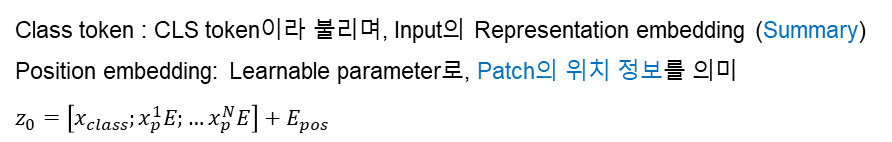 Class token : CLS token이라 불리며, Input의 Representation embedding (Summary)
Position embedding: Learnable parameter로, Patch의 위치 정보를 의미
z₀ = [x_class; x_p^1 E; … x_p^N E] + E_pos